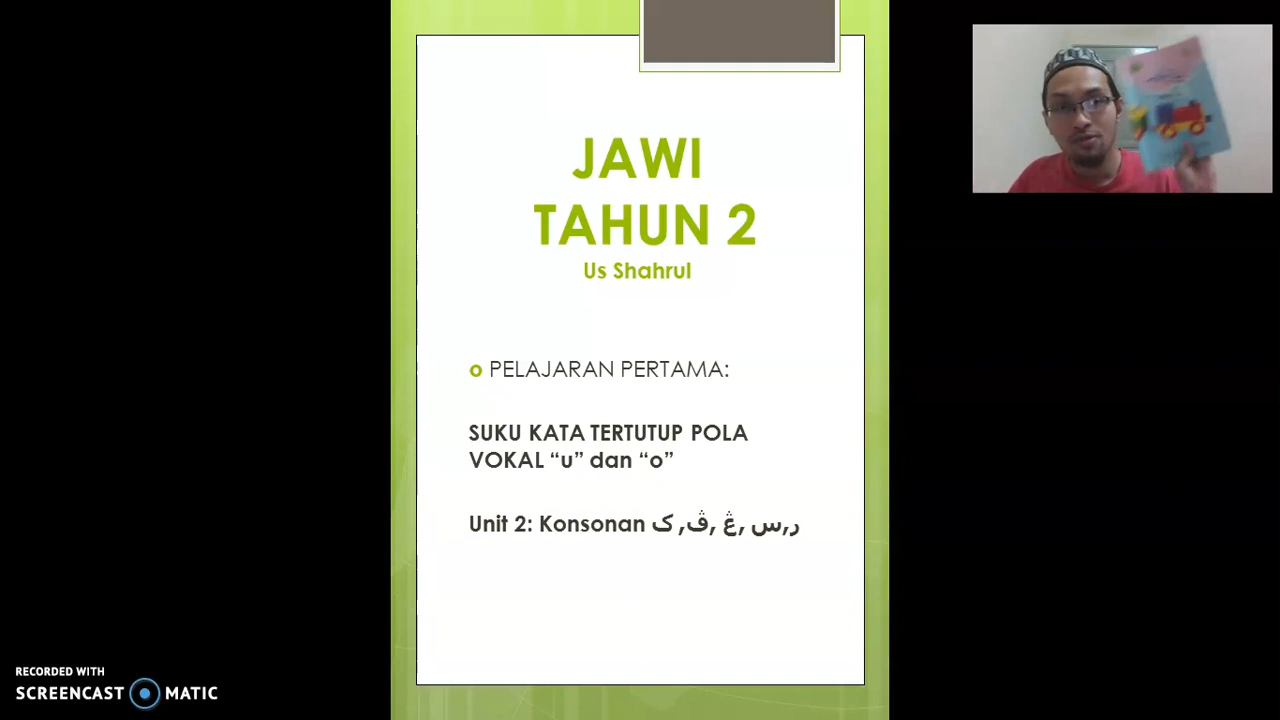 JAWI
TAHUN 2
Us Shahrul
PELAJARAN PERTAMA:
SUKU KATA TERTUTUP POLA
VOKAL “u” dan “o”
Unit 2: Konsonan ر,س ,ڠ ,ڤ, ک
RECORDED WITH
SCREENCAST MATIC